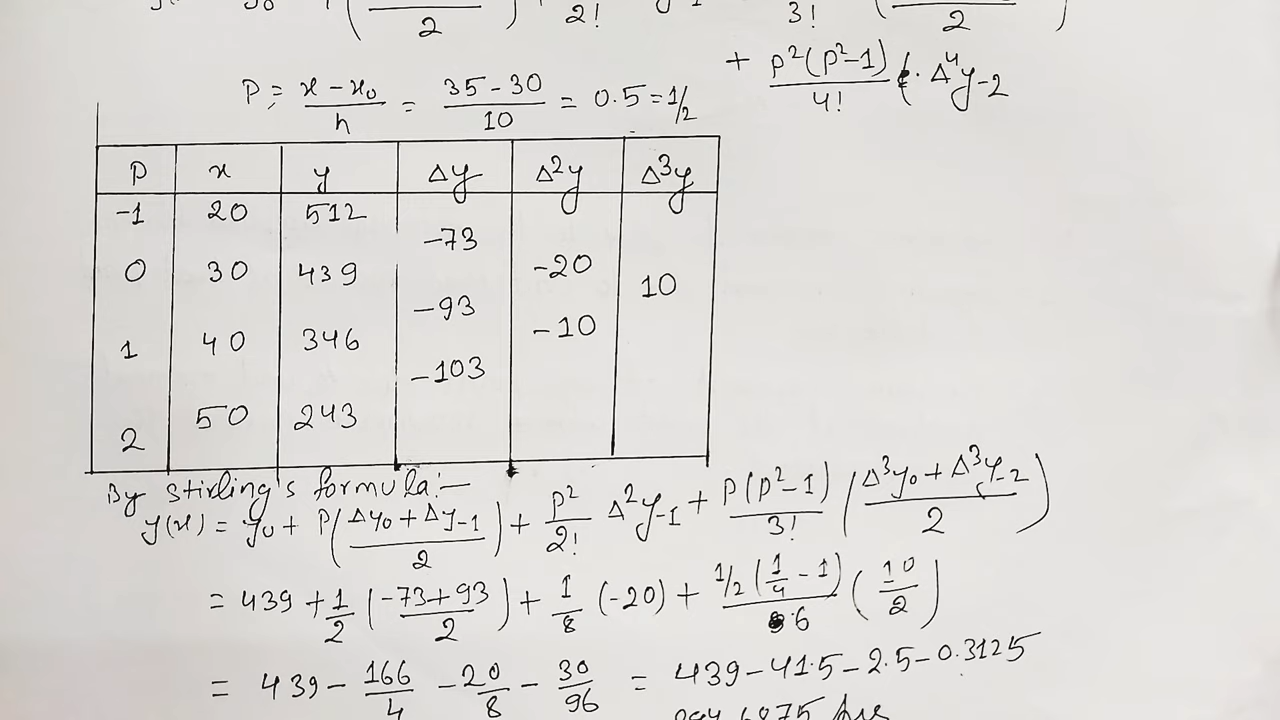 2 2! 3! 2
+ P²(P²-1)/4! · Δ⁴y-2
P = (x - x₀)/h = (35 - 30)/10 = 0.5 = 1/2
P x y Δy Δ²y Δ³y
-1 20 512
-73
0 30 439 -20
-93 10
1 40 346 -10
-103
2 50 243
By Stirling's formula:-
y(x) = y₀ + P((Δy₀ + Δy-1)/2) + P²/2! Δ²y-1 + P(P²-1)/3! ((Δ³y₀ + Δ³y-2)/2)
= 439 + 1/2 ((-73+93)/2) + 1/8 (-20) + (1/2(1/4 - 1))/6 (10/2)
= 439 - 166/4 - 20/8 - 30/96 = 439 - 41.5 - 2.5 - 0.3125
Ans